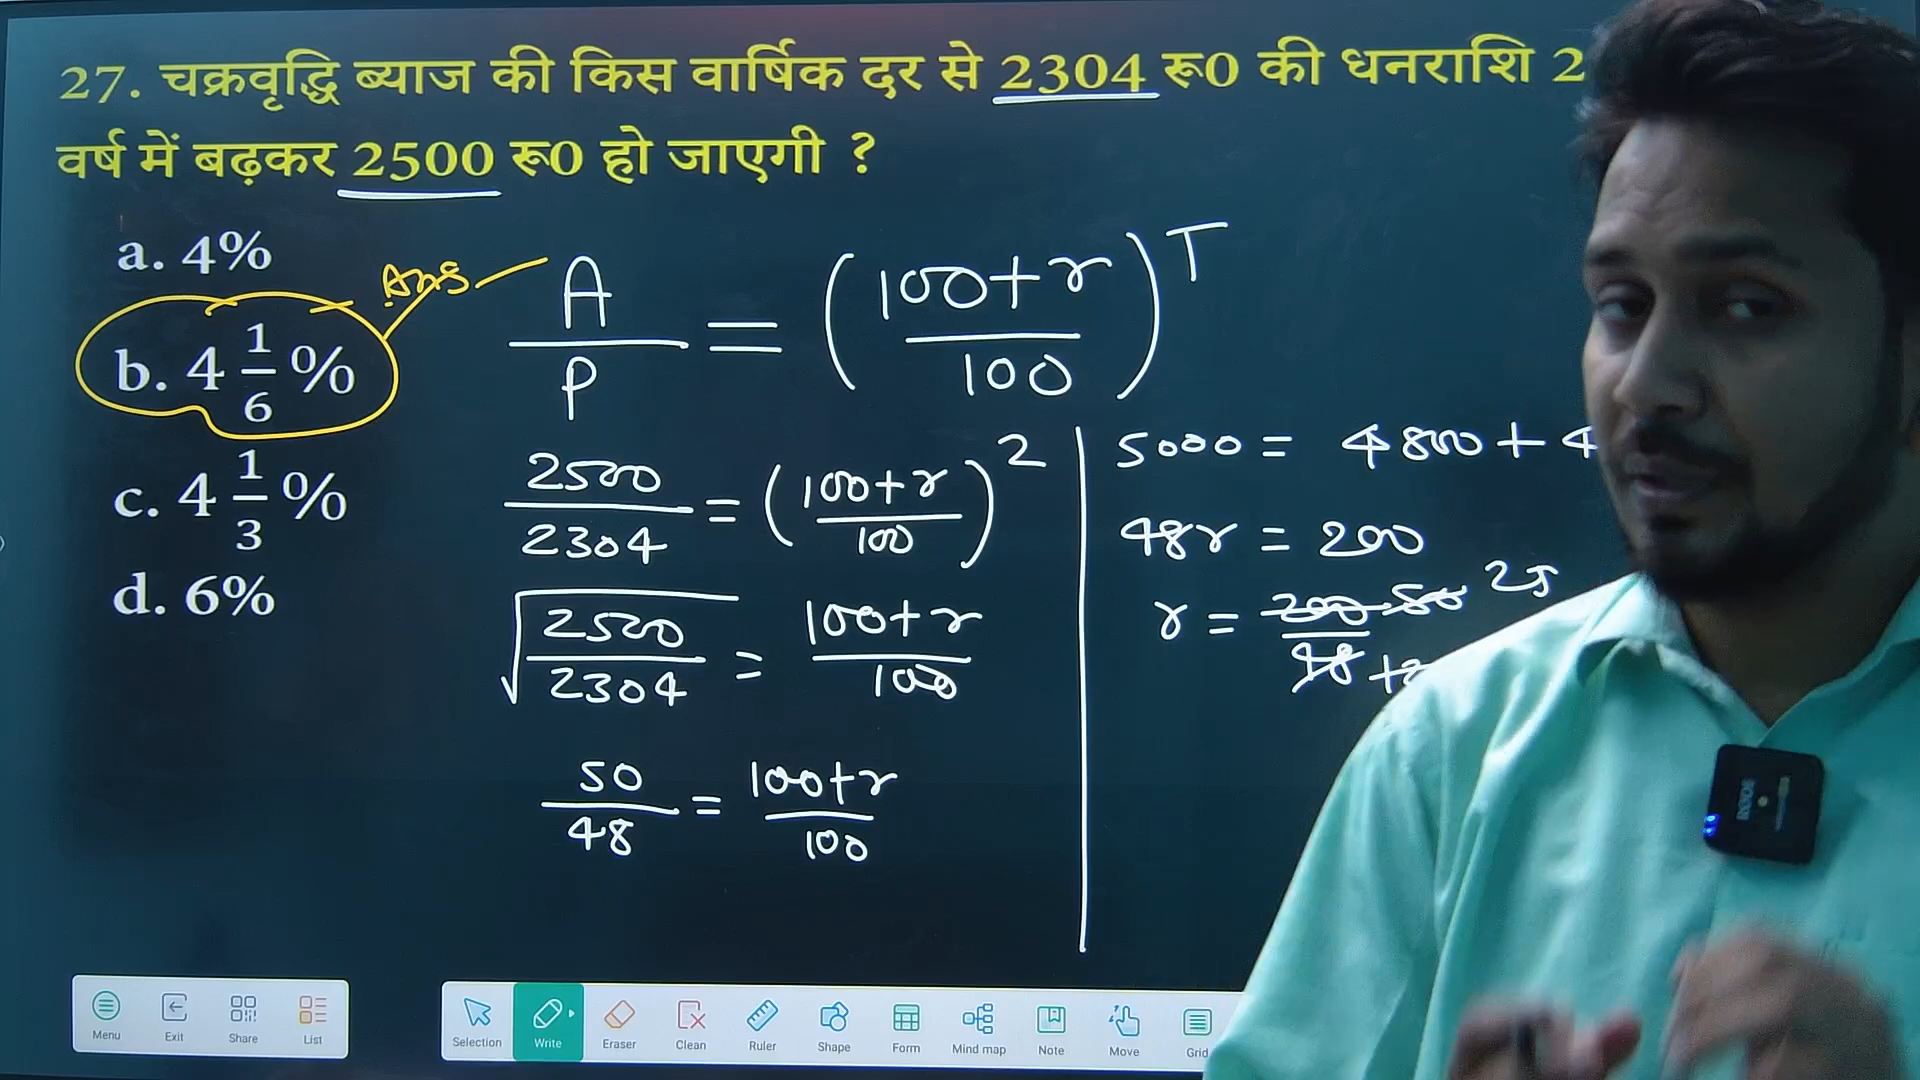 27. चक्रवृद्धि ब्याज की किस वार्षिक दर से 2304 रू0 की धनराशि 2
वर्ष में बढ़कर 2500 रू0 हो जाएगी ?
a. 4%
b. 4 1/6 %
c. 4 1/3 %
d. 6%
Ans
A/P = ((100+r)/100)^T
2500/2304 = ((100+r)/100)^2
√(2500/2304) = (100+r)/100
50/48 = (100+r)/100
5000 = 4800 + 4
48r = 200
r = 200/48 50 25
Menu
Exit
Share
List
Selection
Write
Eraser
Clean
Ruler
Shape
Form
Mind map
Note
Move
Grid